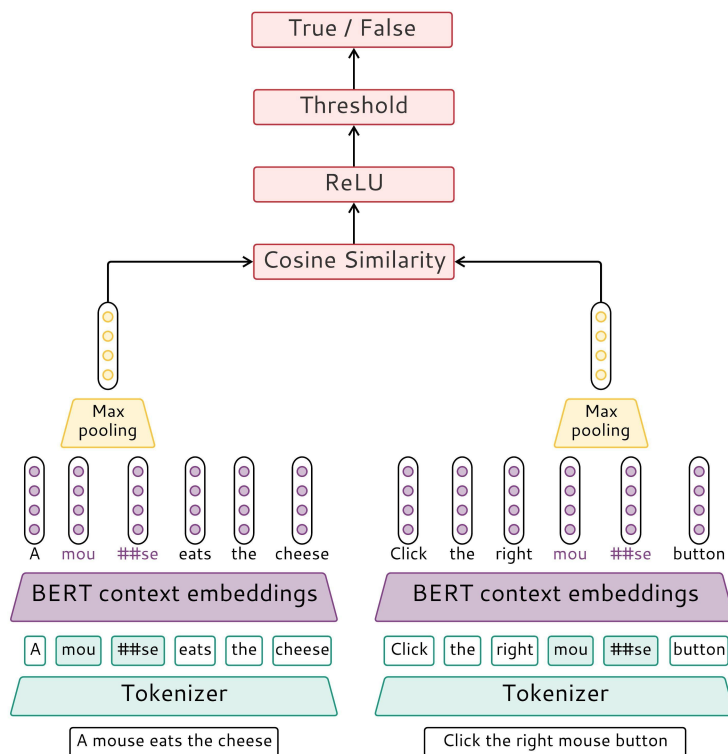 True / False
Threshold
ReLU
Cosine Similarity
Max
pooling
Max
pooling
A mou ##se eats the cheese
Click the right mou ##se button
BERT context embeddings
BERT context embeddings
A mou ##se eats the cheese
Click the right mou ##se button
Tokenizer
Tokenizer
A mouse eats the cheese
Click the right mouse button